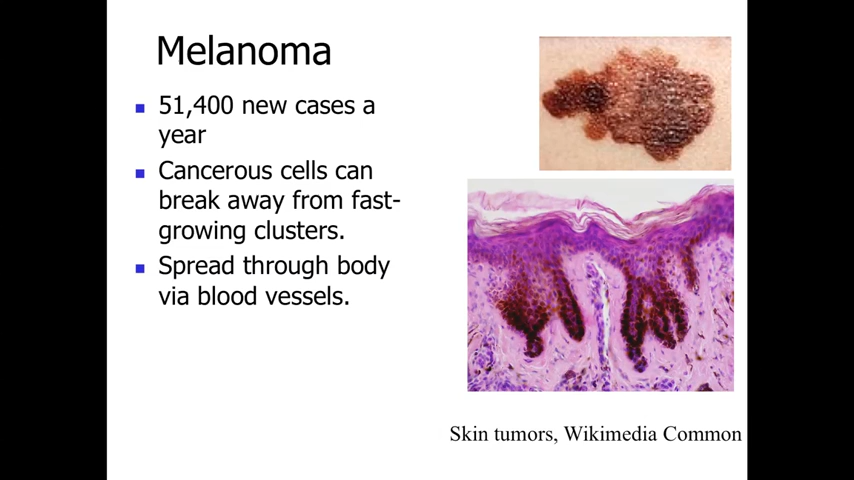 Melanoma
51,400 new cases a
year
Cancerous cells can
break away from fast-
growing clusters.
Spread through body
via blood vessels.
Skin tumors, Wikimedia Common